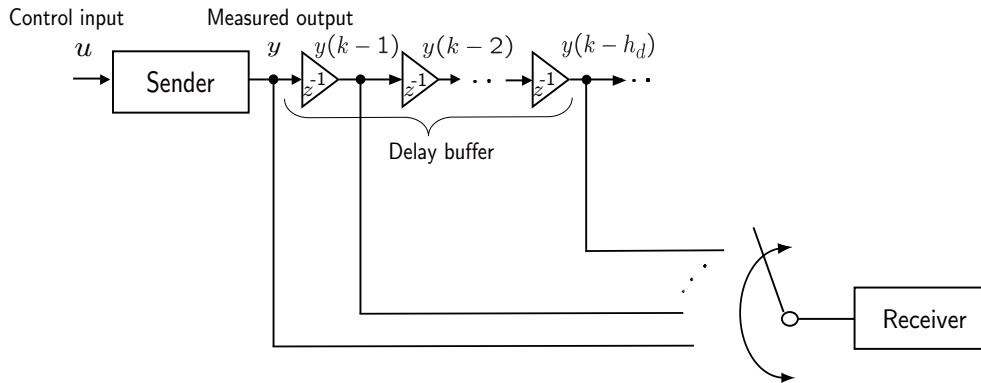 Control input
Measured output
u
y
y(k − 1)
y(k − 2)
y(k − h_d)
Sender
z⁻¹
z⁻¹
z⁻¹
Delay buffer
Receiver